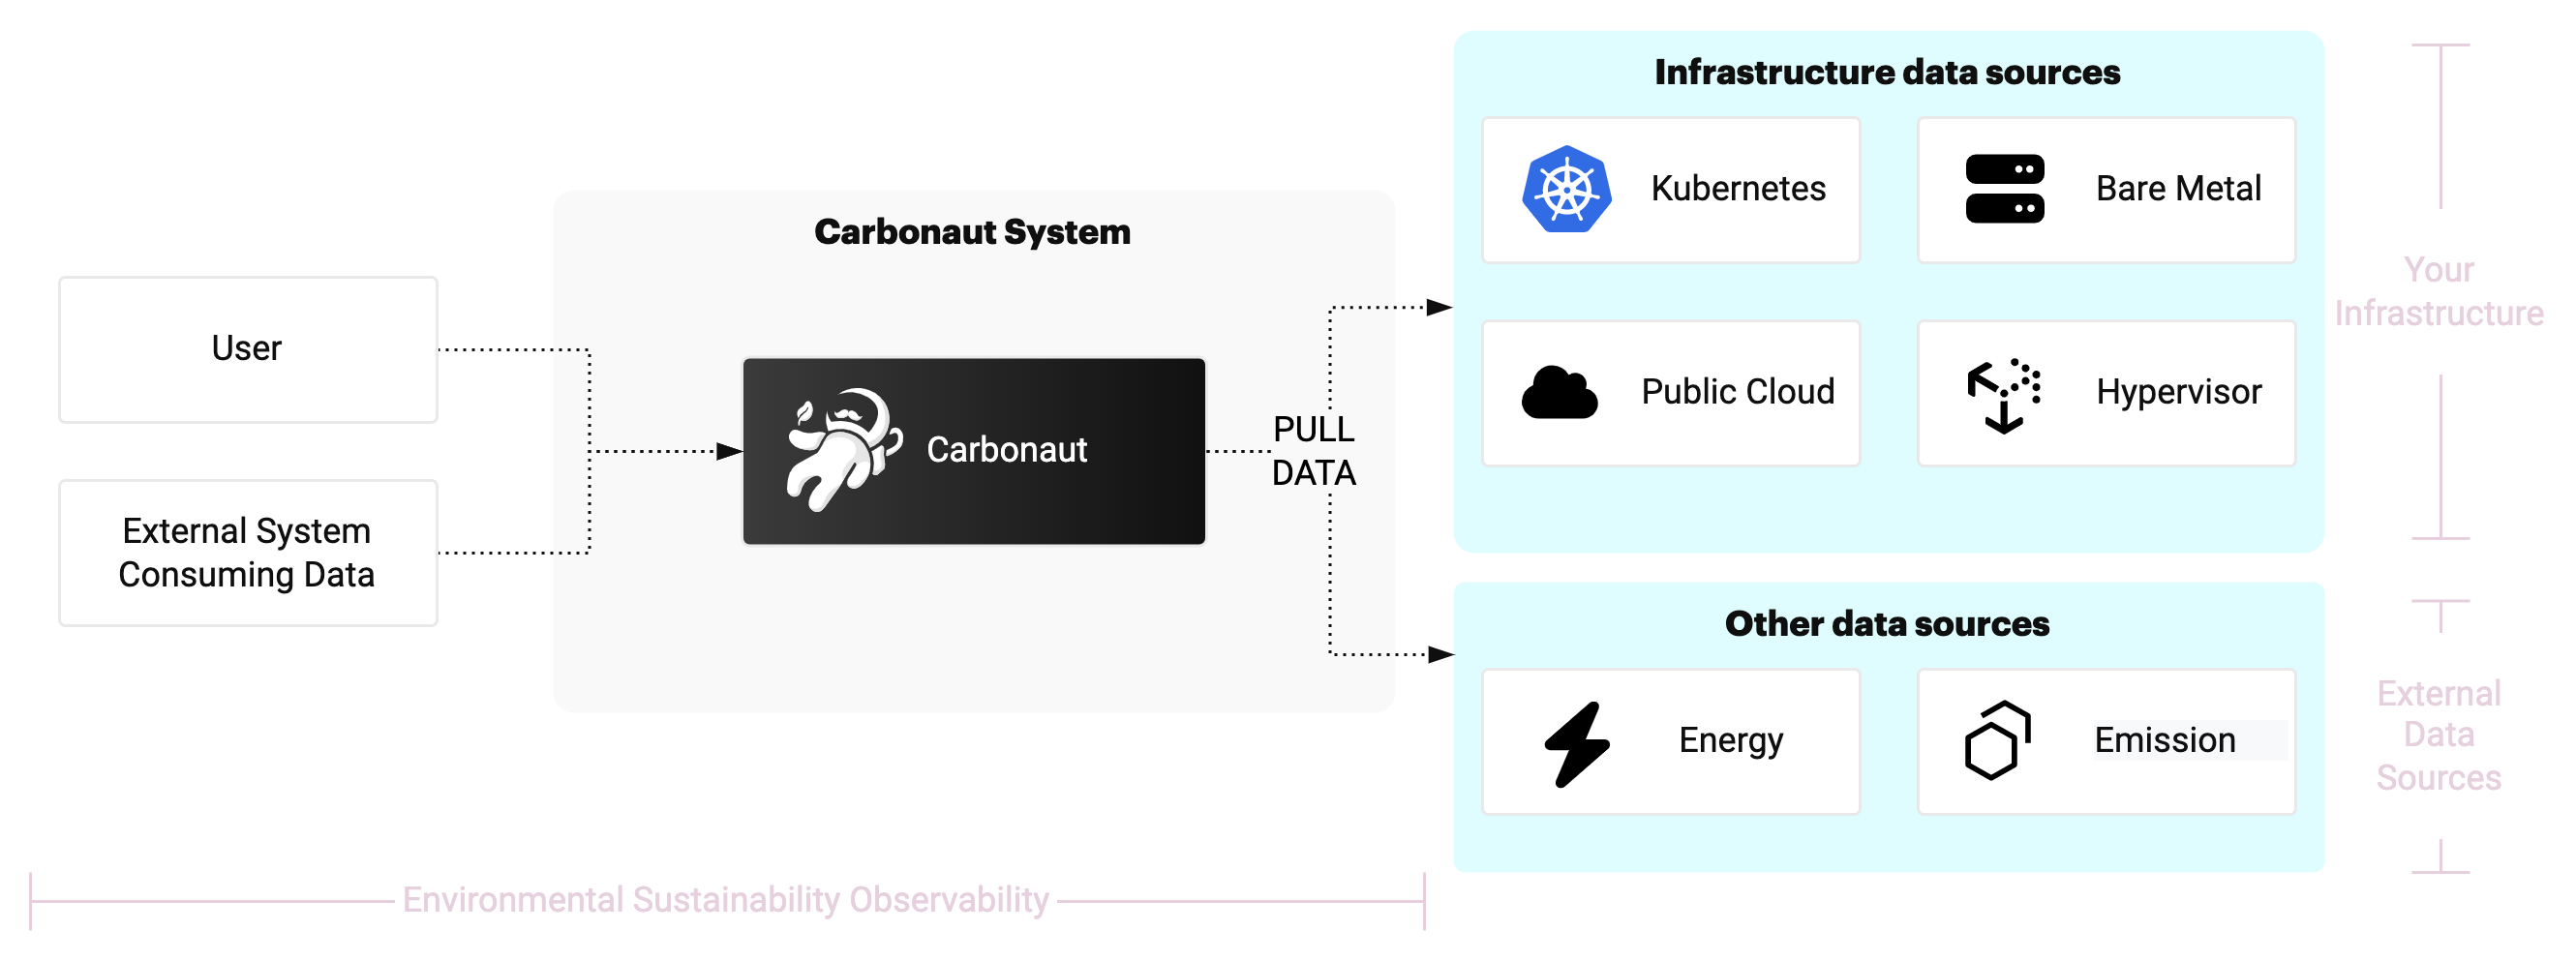 Infrastructure data sources
Kubernetes
Bare Metal
Public Cloud
Hypervisor
Your
Infrastructure
Carbonaut System
User
External System
Consuming Data
Carbonaut
PULL
DATA
Other data sources
Energy
Emission
External
Data
Sources
Environmental Sustainability Observability